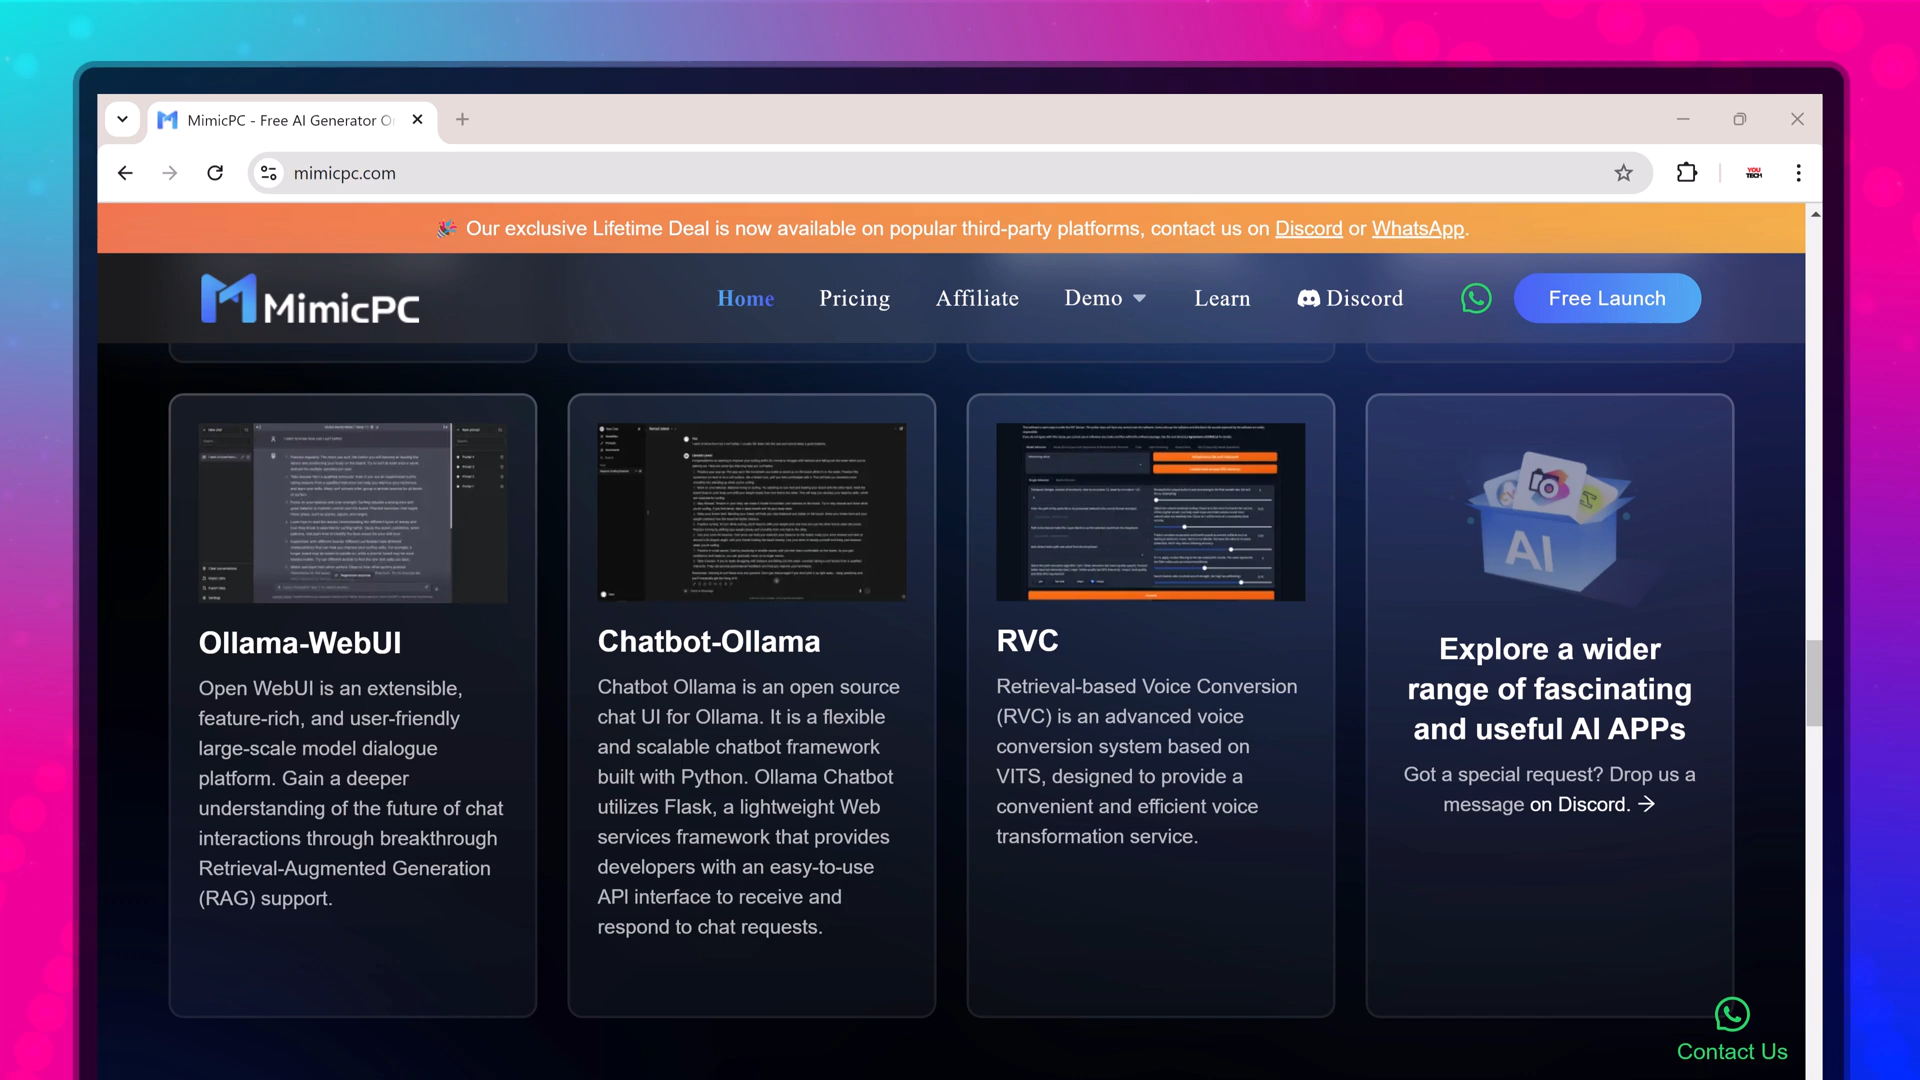 MimicPC - Free AI Generator O
mimicpc.com
YOU
TECH
Our exclusive Lifetime Deal is now available on popular third-party platforms, contact us on Discord or WhatsApp.
MimicPC
Home
Pricing
Affiliate
Demo
Learn
Discord
Free Launch
Ollama-WebUI
Open WebUI is an extensible,
feature-rich, and user-friendly
large-scale model dialogue
platform. Gain a deeper
understanding of the future of chat
interactions through breakthrough
Retrieval-Augmented Generation
(RAG) support.
Chatbot-Ollama
Chatbot Ollama is an open source
chat UI for Ollama. It is a flexible
and scalable chatbot framework
built with Python. Ollama Chatbot
utilizes Flask, a lightweight Web
services framework that provides
developers with an easy-to-use
API interface to receive and
respond to chat requests.
RVC
Retrieval-based Voice Conversion
(RVC) is an advanced voice
conversion system based on
VITS, designed to provide a
convenient and efficient voice
transformation service.
AI
Explore a wider
range of fascinating
and useful AI APPs
Got a special request? Drop us a
message on Discord. →
Contact Us